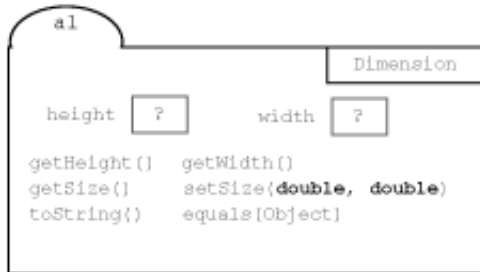 a1
Dimension
height ? width ?
getHeight() getWidth()
getSize() setSize(double, double)
toString() equals[Object]